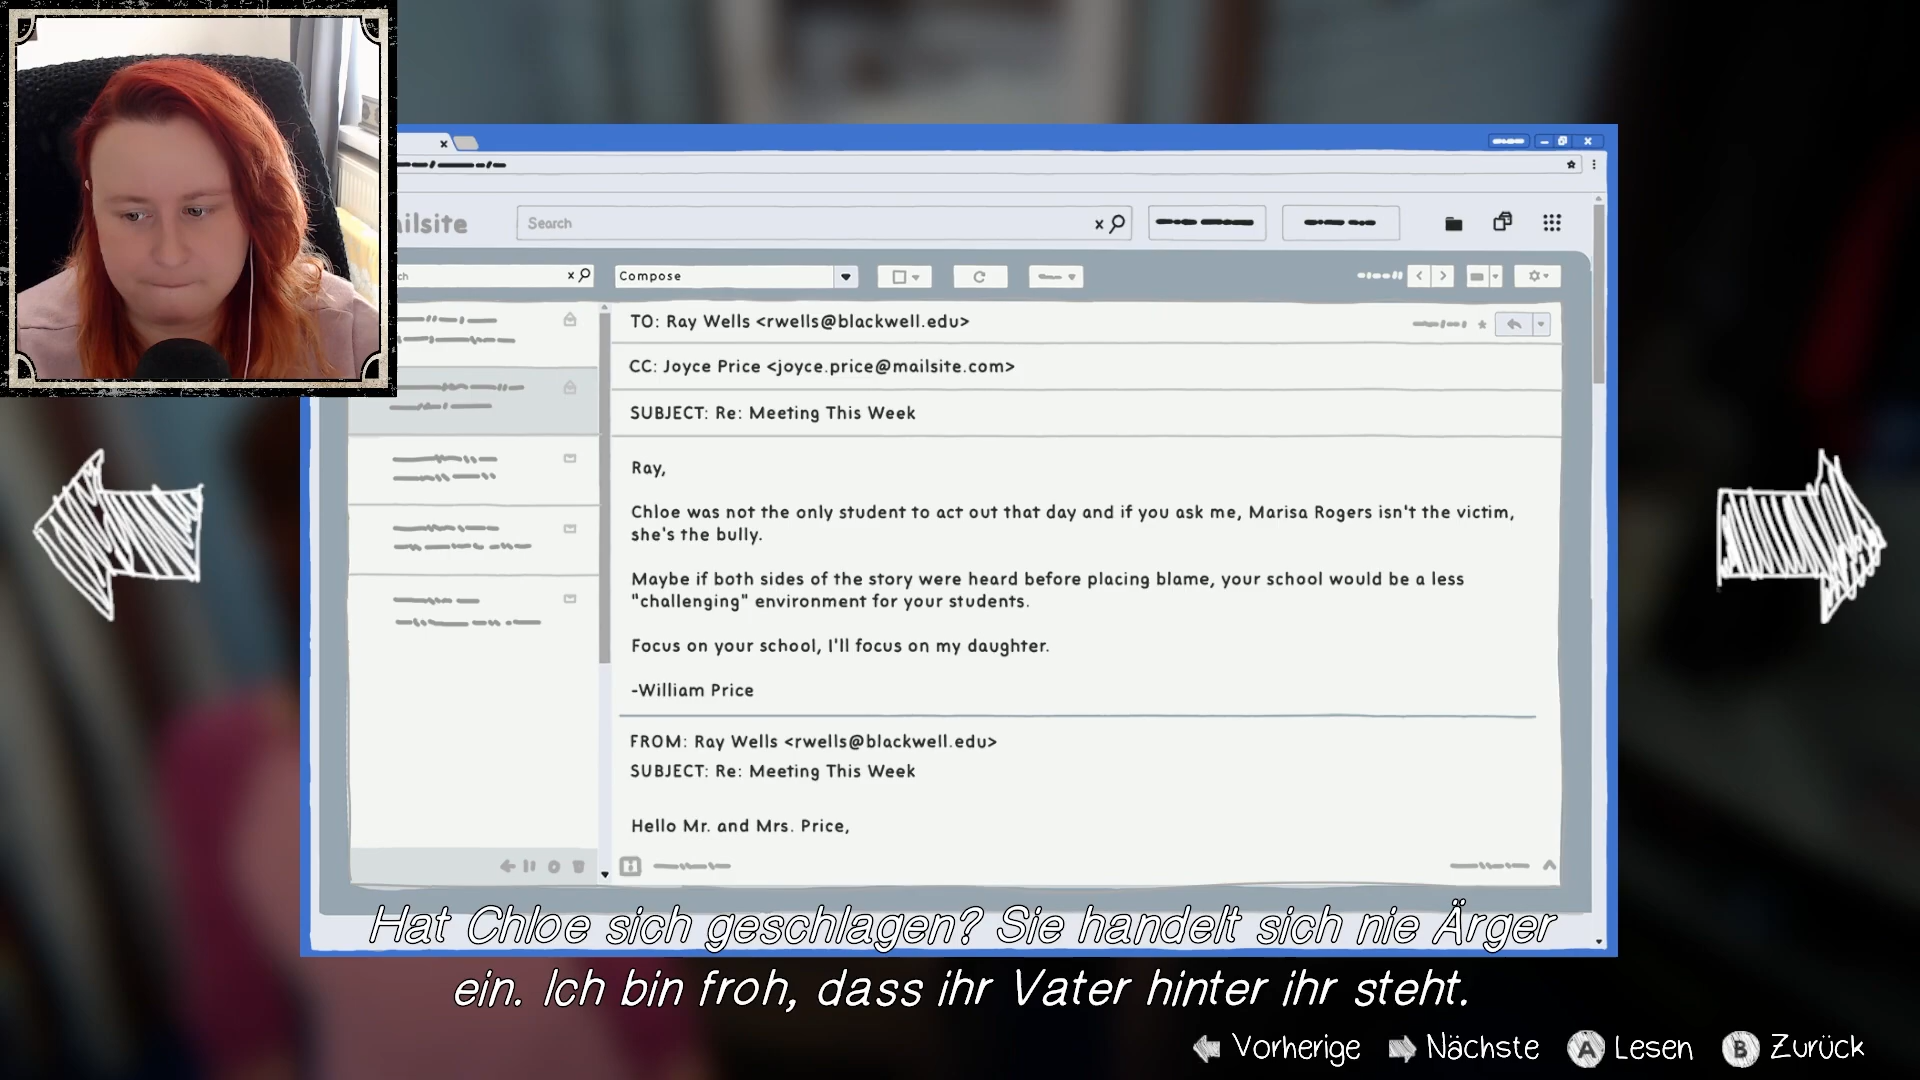 ilsite
Search
ch
Compose
TO: Ray Wells <rwells@blackwell.edu>
CC: Joyce Price <joyce.price@mailsite.com>
SUBJECT: Re: Meeting This Week
Ray,
Chloe was not the only student to act out that day and if you ask me, Marisa Rogers isn't the victim,
she's the bully.
Maybe if both sides of the story were heard before placing blame, your school would be a less
"challenging" environment for your students.
Focus on your school, I'll focus on my daughter.
-William Price
FROM: Ray Wells <rwells@blackwell.edu>
SUBJECT: Re: Meeting This Week
Hello Mr. and Mrs. Price,
Hat Chloe sich geschlagen? Sie handelt sich nie Ärger
ein. Ich bin froh, dass ihr Vater hinter ihr steht.
Vorherige Nächste A Lesen B Zurück